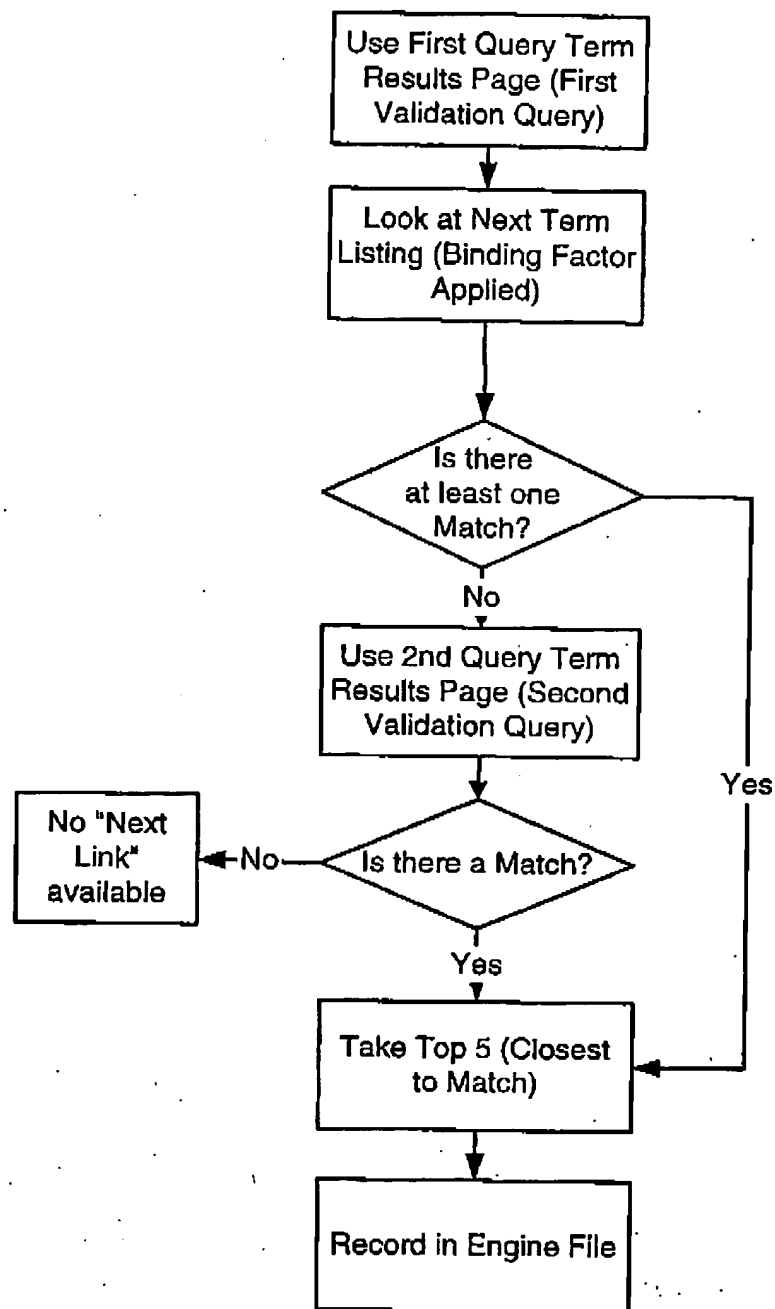 Use First Query Term
Results Page (First
Validation Query)
Look at Next Term
Listing (Binding Factor
Applied)
Is there
at least one
Match?
No
Use 2nd Query Term
Results Page (Second
Validation Query)
Yes
No "Next
Link"
available
No
Is there a Match?
Yes
Take Top 5 (Closest
to Match)
Record in Engine File